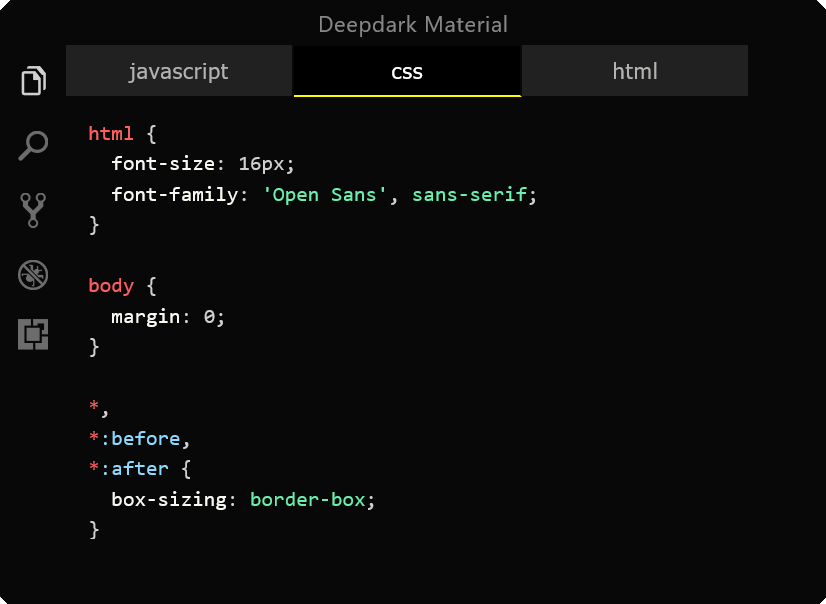 Deepdark Material
javascript
css
html
html {
  font-size: 16px;
  font-family: 'Open Sans', sans-serif;
}

body {
  margin: 0;
}

*,
*:before,
*:after {
  box-sizing: border-box;
}